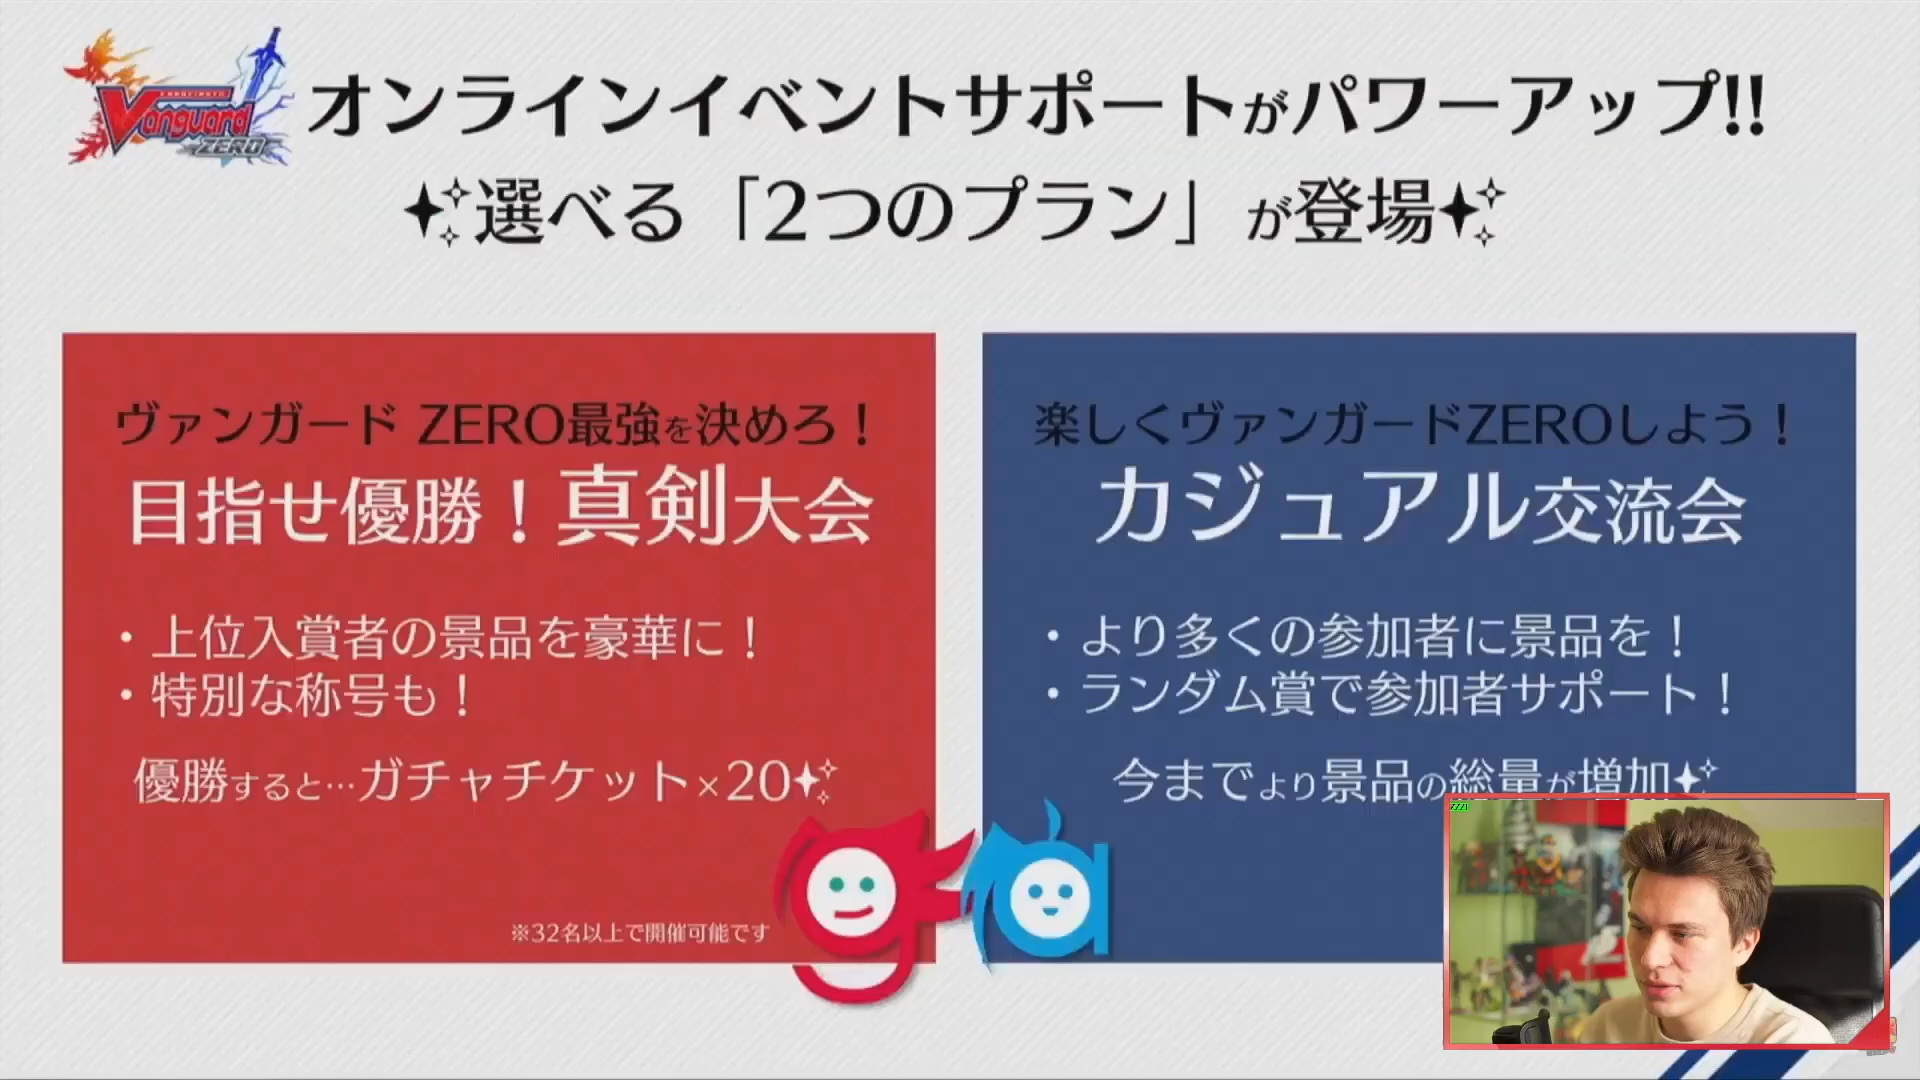 Vanguard
ZERO
オンラインイベントサポートがパワーアップ!!
選べる「2つのプラン」が登場
ヴァンガード ZERO最強を決めろ！
目指せ優勝！真剣大会
・上位入賞者の景品を豪華に！
・特別な称号も！
優勝すると…ガチャチケット×20
※32名以上で開催可能です
楽しくヴァンガードZEROしよう！
カジュアル交流会
・より多くの参加者に景品を！
・ランダム賞で参加者サポート！
今までより景品の総量が増加